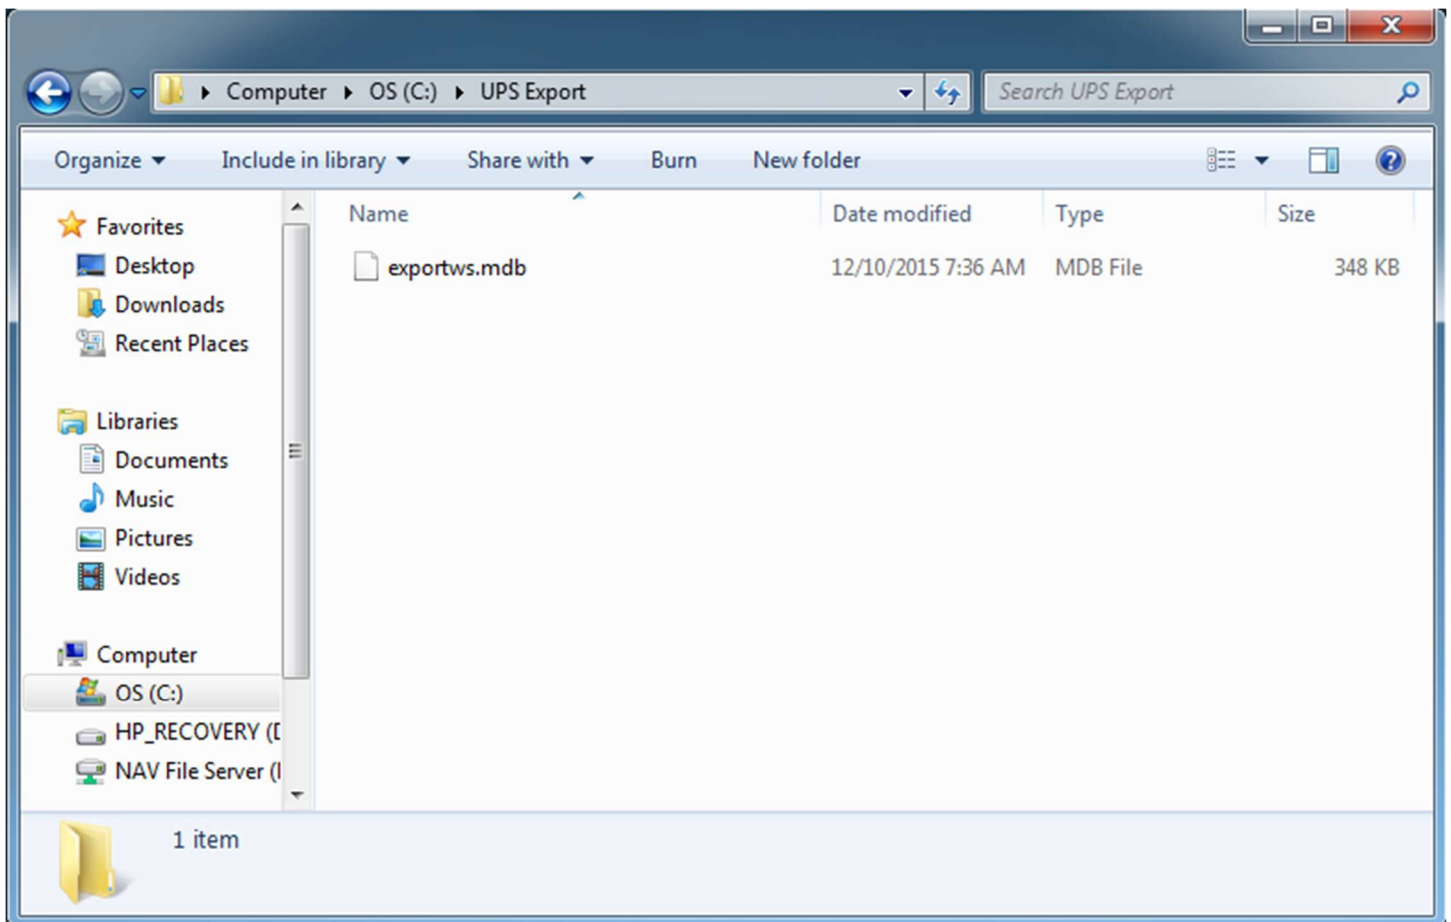 Computer OS (C:) UPS Export
Search UPS Export
Organize Include in library Share with Burn New folder
Favorites
Desktop
Downloads
Recent Places
Libraries
Documents
Music
Pictures
Videos
Computer
OS (C:)
HP_RECOVERY (D
NAV File Server (
Name Date modified Type Size
exportws.mdb 12/10/2015 7:36 AM MDB File 348 KB
1 item